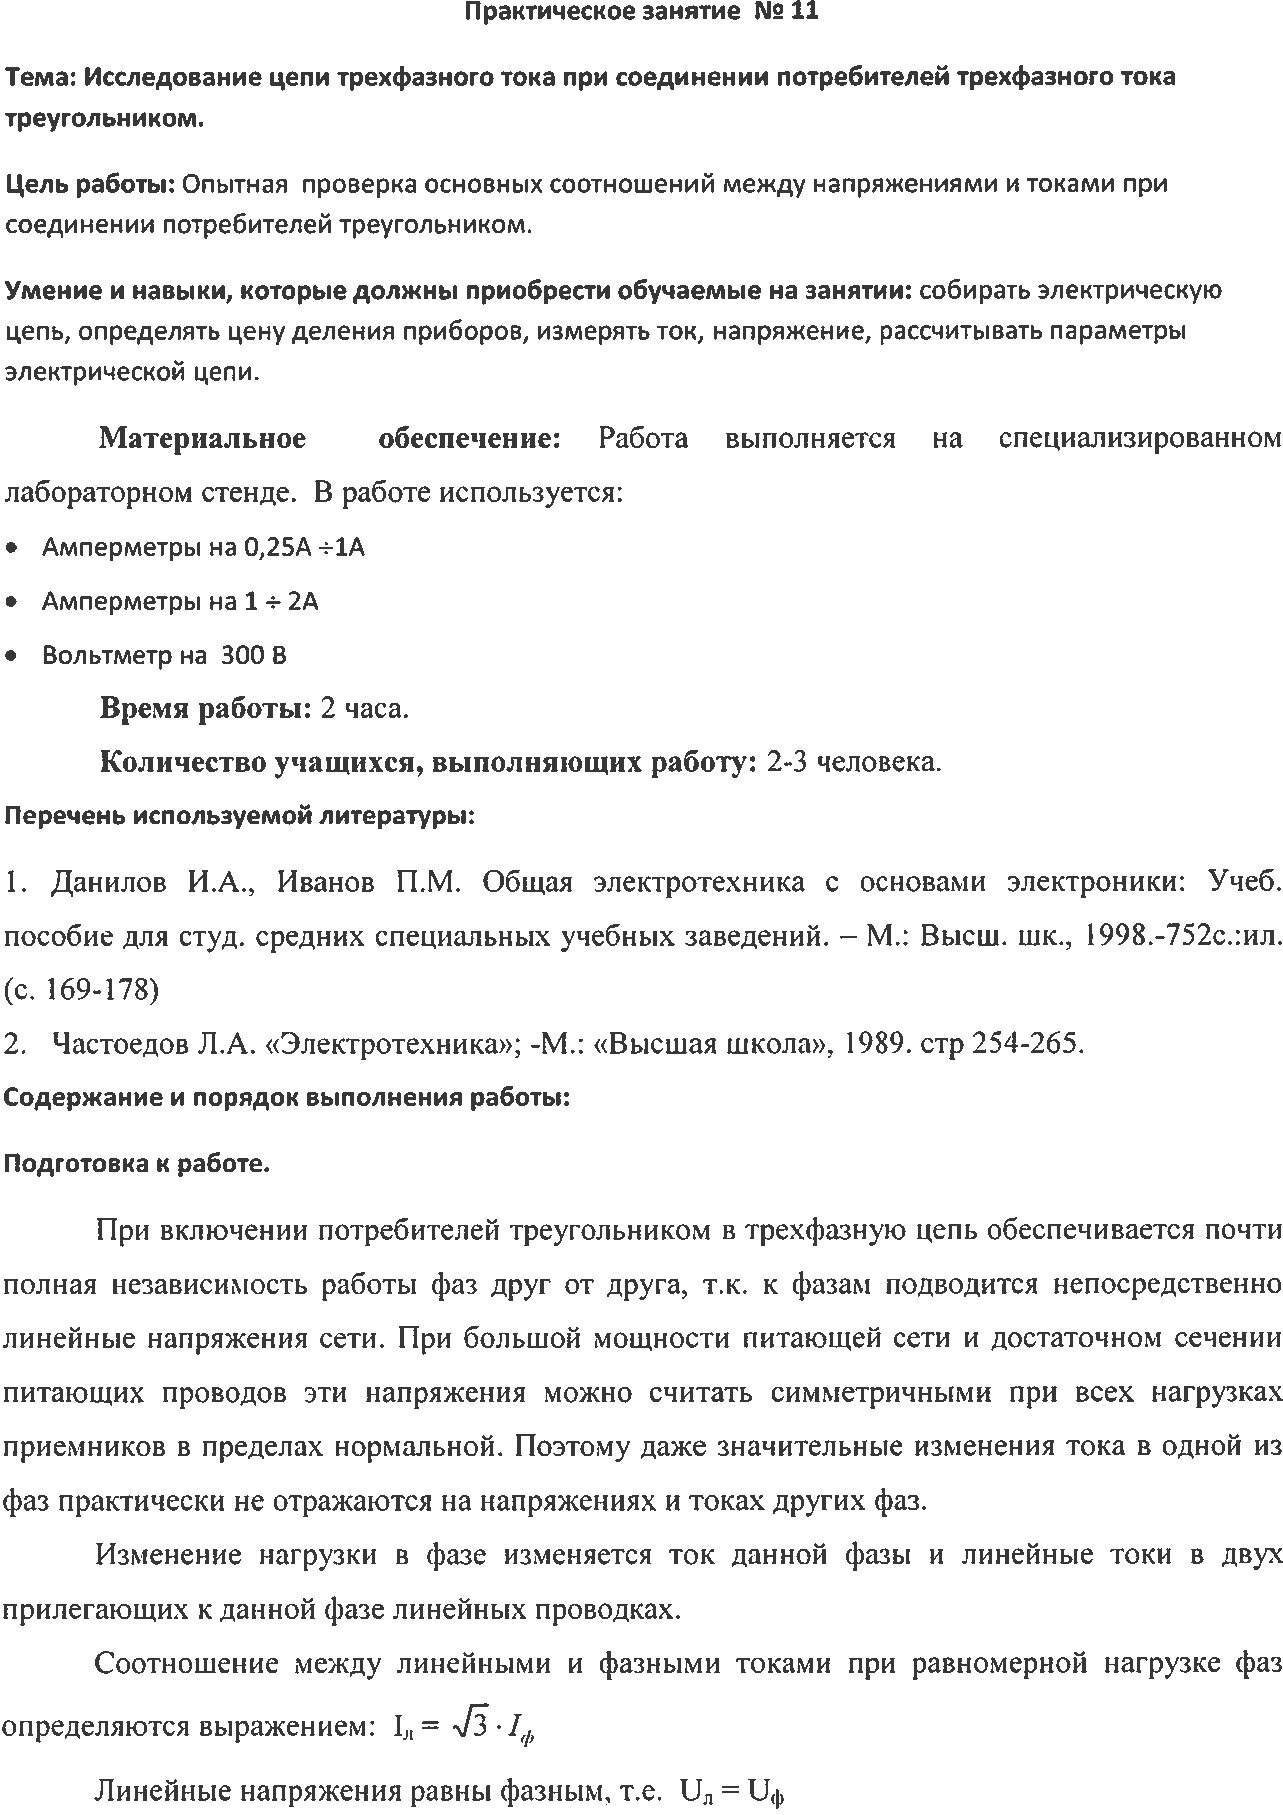 Практическое занятие № 11
Тема: Исследование цепи трехфазного тока при соединении потребителей трехфазного тока
треугольником.
Цель работы: Опытная проверка основных соотношений между напряжениями и токами при
соединении потребителей треугольником.
Умение и навыки, которые должны приобрести обучаемые на занятии: собирать электрическую
цепь, определять цену деления приборов, измерять ток, напряжение, рассчитывать параметры
электрической цепи.
Материальное обеспечение: Работа выполняется на специализированном
лабораторном стенде. В работе используется:
• Амперметры на 0,25А ÷1А
• Амперметры на 1 ÷ 2А
• Вольтметр на 300 В
Время работы: 2 часа.
Количество учащихся, выполняющих работу: 2-3 человека.
Перечень используемой литературы:
1. Данилов И.А., Иванов П.М. Общая электротехника с основами электроники: Учеб.
пособие для студ. средних специальных учебных заведений. – М.: Высш. шк., 1998.-752с.:ил.
(с. 169-178)
2. Частоедов Л.А. «Электротехника»; -М.: «Высшая школа», 1989. стр 254-265.
Содержание и порядок выполнения работы:
Подготовка к работе.
При включении потребителей треугольником в трехфазную цепь обеспечивается почти
полная независимость работы фаз друг от друга, т.к. к фазам подводится непосредственно
линейные напряжения сети. При большой мощности питающей сети и достаточном сечении
питающих проводов эти напряжения можно считать симметричными при всех нагрузках
приемников в пределах нормальной. Поэтому даже значительные изменения тока в одной из
фаз практически не отражаются на напряжениях и токах других фаз.
Изменение нагрузки в фазе изменяется ток данной фазы и линейные токи в двух
прилегающих к данной фазе линейных проводках.
Соотношение между линейными и фазными токами при равномерной нагрузке фаз
определяются выражением: Iл = √3 · Iф
Линейные напряжения равны фазным, т.е. Uл = Uф